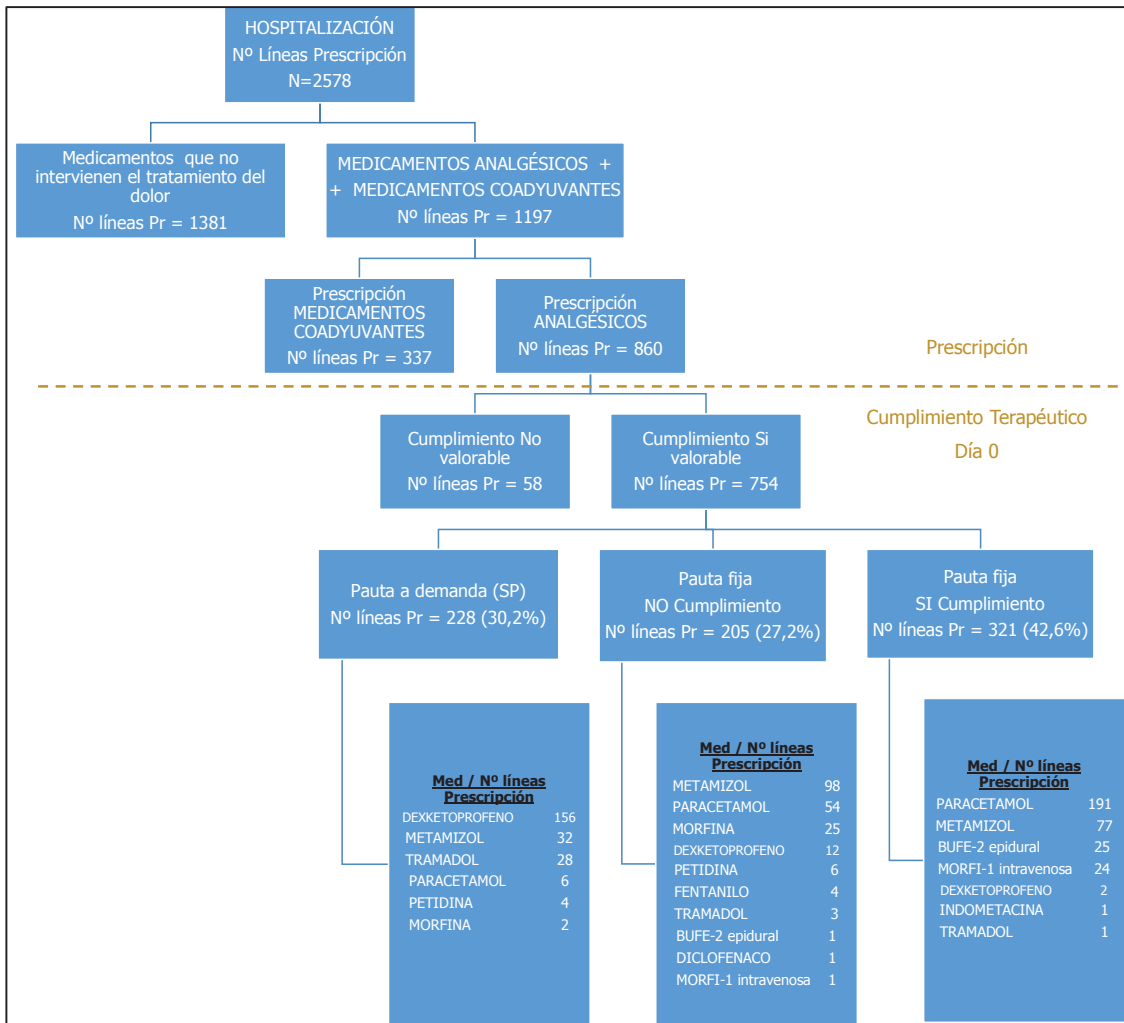 HOSPITALIZACIÓN
Nº Líneas Prescripción
N=2578
Medicamentos que no
intervienen el tratamiento del
dolor
Nº líneas Pr = 1381
MEDICAMENTOS ANALGÉSICOS +
+ MEDICAMENTOS COADYUVANTES
Nº líneas Pr = 1197
Prescripción
MEDICAMENTOS
COADYUVANTES
Nº líneas Pr = 337
Prescripción
ANALGÉSICOS
Nº líneas Pr = 860
Prescripción
Cumplimiento Terapéutico
Día 0
Cumplimiento No
valorable
Nº líneas Pr = 58
Cumplimiento Si
valorable
Nº líneas Pr = 754
Pauta a demanda (SP)
Nº líneas Pr = 228 (30,2%)
Pauta fija
NO Cumplimiento
Nº líneas Pr = 205 (27,2%)
Pauta fija
SI Cumplimiento
Nº líneas Pr = 321 (42,6%)
Med / Nº líneas
Prescripción
DEXKETOPROFENO 156
METAMIZOL 32
TRAMADOL 28
PARACETAMOL 6
PETIDINA 4
MORFINA 2
Med / Nº líneas
Prescripción
METAMIZOL 98
PARACETAMOL 54
MORFINA 25
DEXKETOPROFENO 12
PETIDINA 6
FENTANILO 4
TRAMADOL 3
BUFE-2 epidural 1
DICLOFENACO 1
MORFI-1 intravenosa 1
Med / Nº líneas
Prescripción
PARACETAMOL 191
METAMIZOL 77
BUFE-2 epidural 25
MORFI-1 intravenosa 24
DEXKETOPROFENO 2
INDOMETACINA 1
TRAMADOL 1